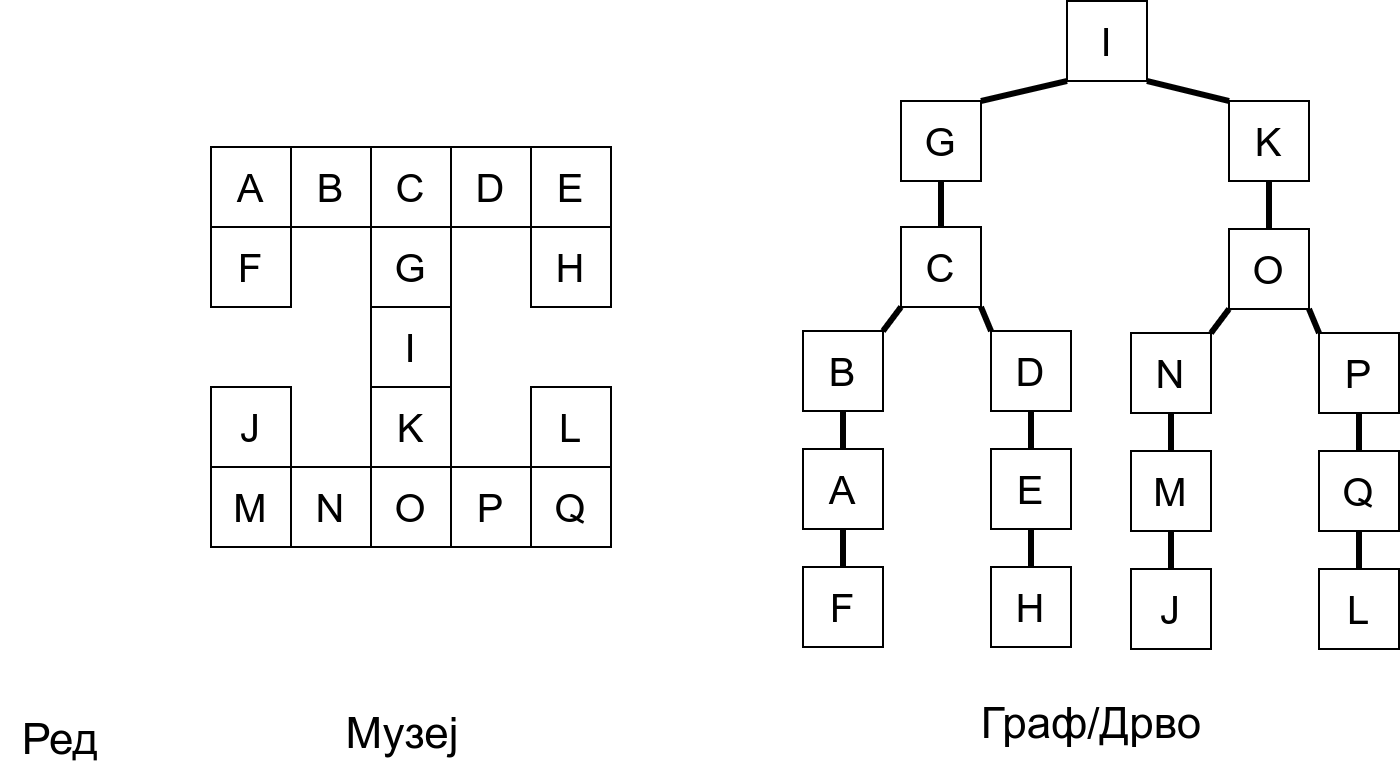 A B C D E
F G H
I
J K L
M N O P Q
Ред
Музеј
I
G K
C O
B D N P
A E M Q
F H J L
Граф/Дрво